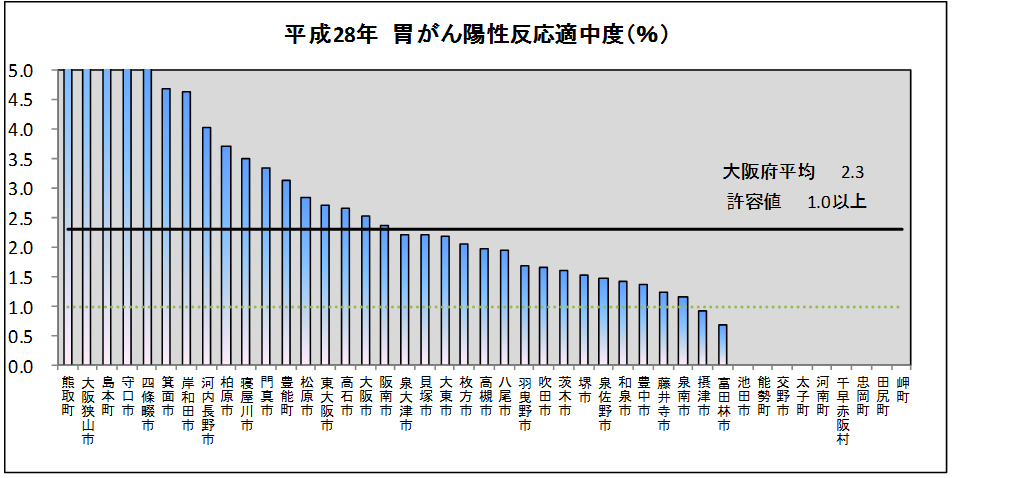 平成28年 胃がん陽性反応適中度(%)
5.0
4.5
4.0
3.5
3.0
2.5
2.0
1.5
1.0
0.5
0.0
大阪府平均 2.3
許容値 1.0以上
熊取町
大阪狭山市
島本町
守口市
四條畷市
箕面市
岸和田市
河内長野市
柏原市
寝屋川市
門真市
豊能町
松原市
東大阪市
高石市
大阪市
阪南市
泉大津市
貝塚市
大東市
枚方市
高槻市
八尾市
羽曳野市
吹田市
茨木市
堺市
泉佐野市
和泉市
豊中市
藤井寺市
泉南市
摂津市
富田林市
池田市
能勢町
交野市
太子町
河南町
千早赤阪村
忠岡町
田尻町
岬町